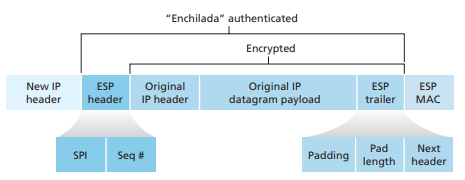 "Enchilada" authenticated
Encrypted
New IP
header
ESP
header
Original
IP header
Original IP
datagram payload
ESP
trailer
ESP
MAC
SPI
Seq #
Padding
Pad
length
Next
header